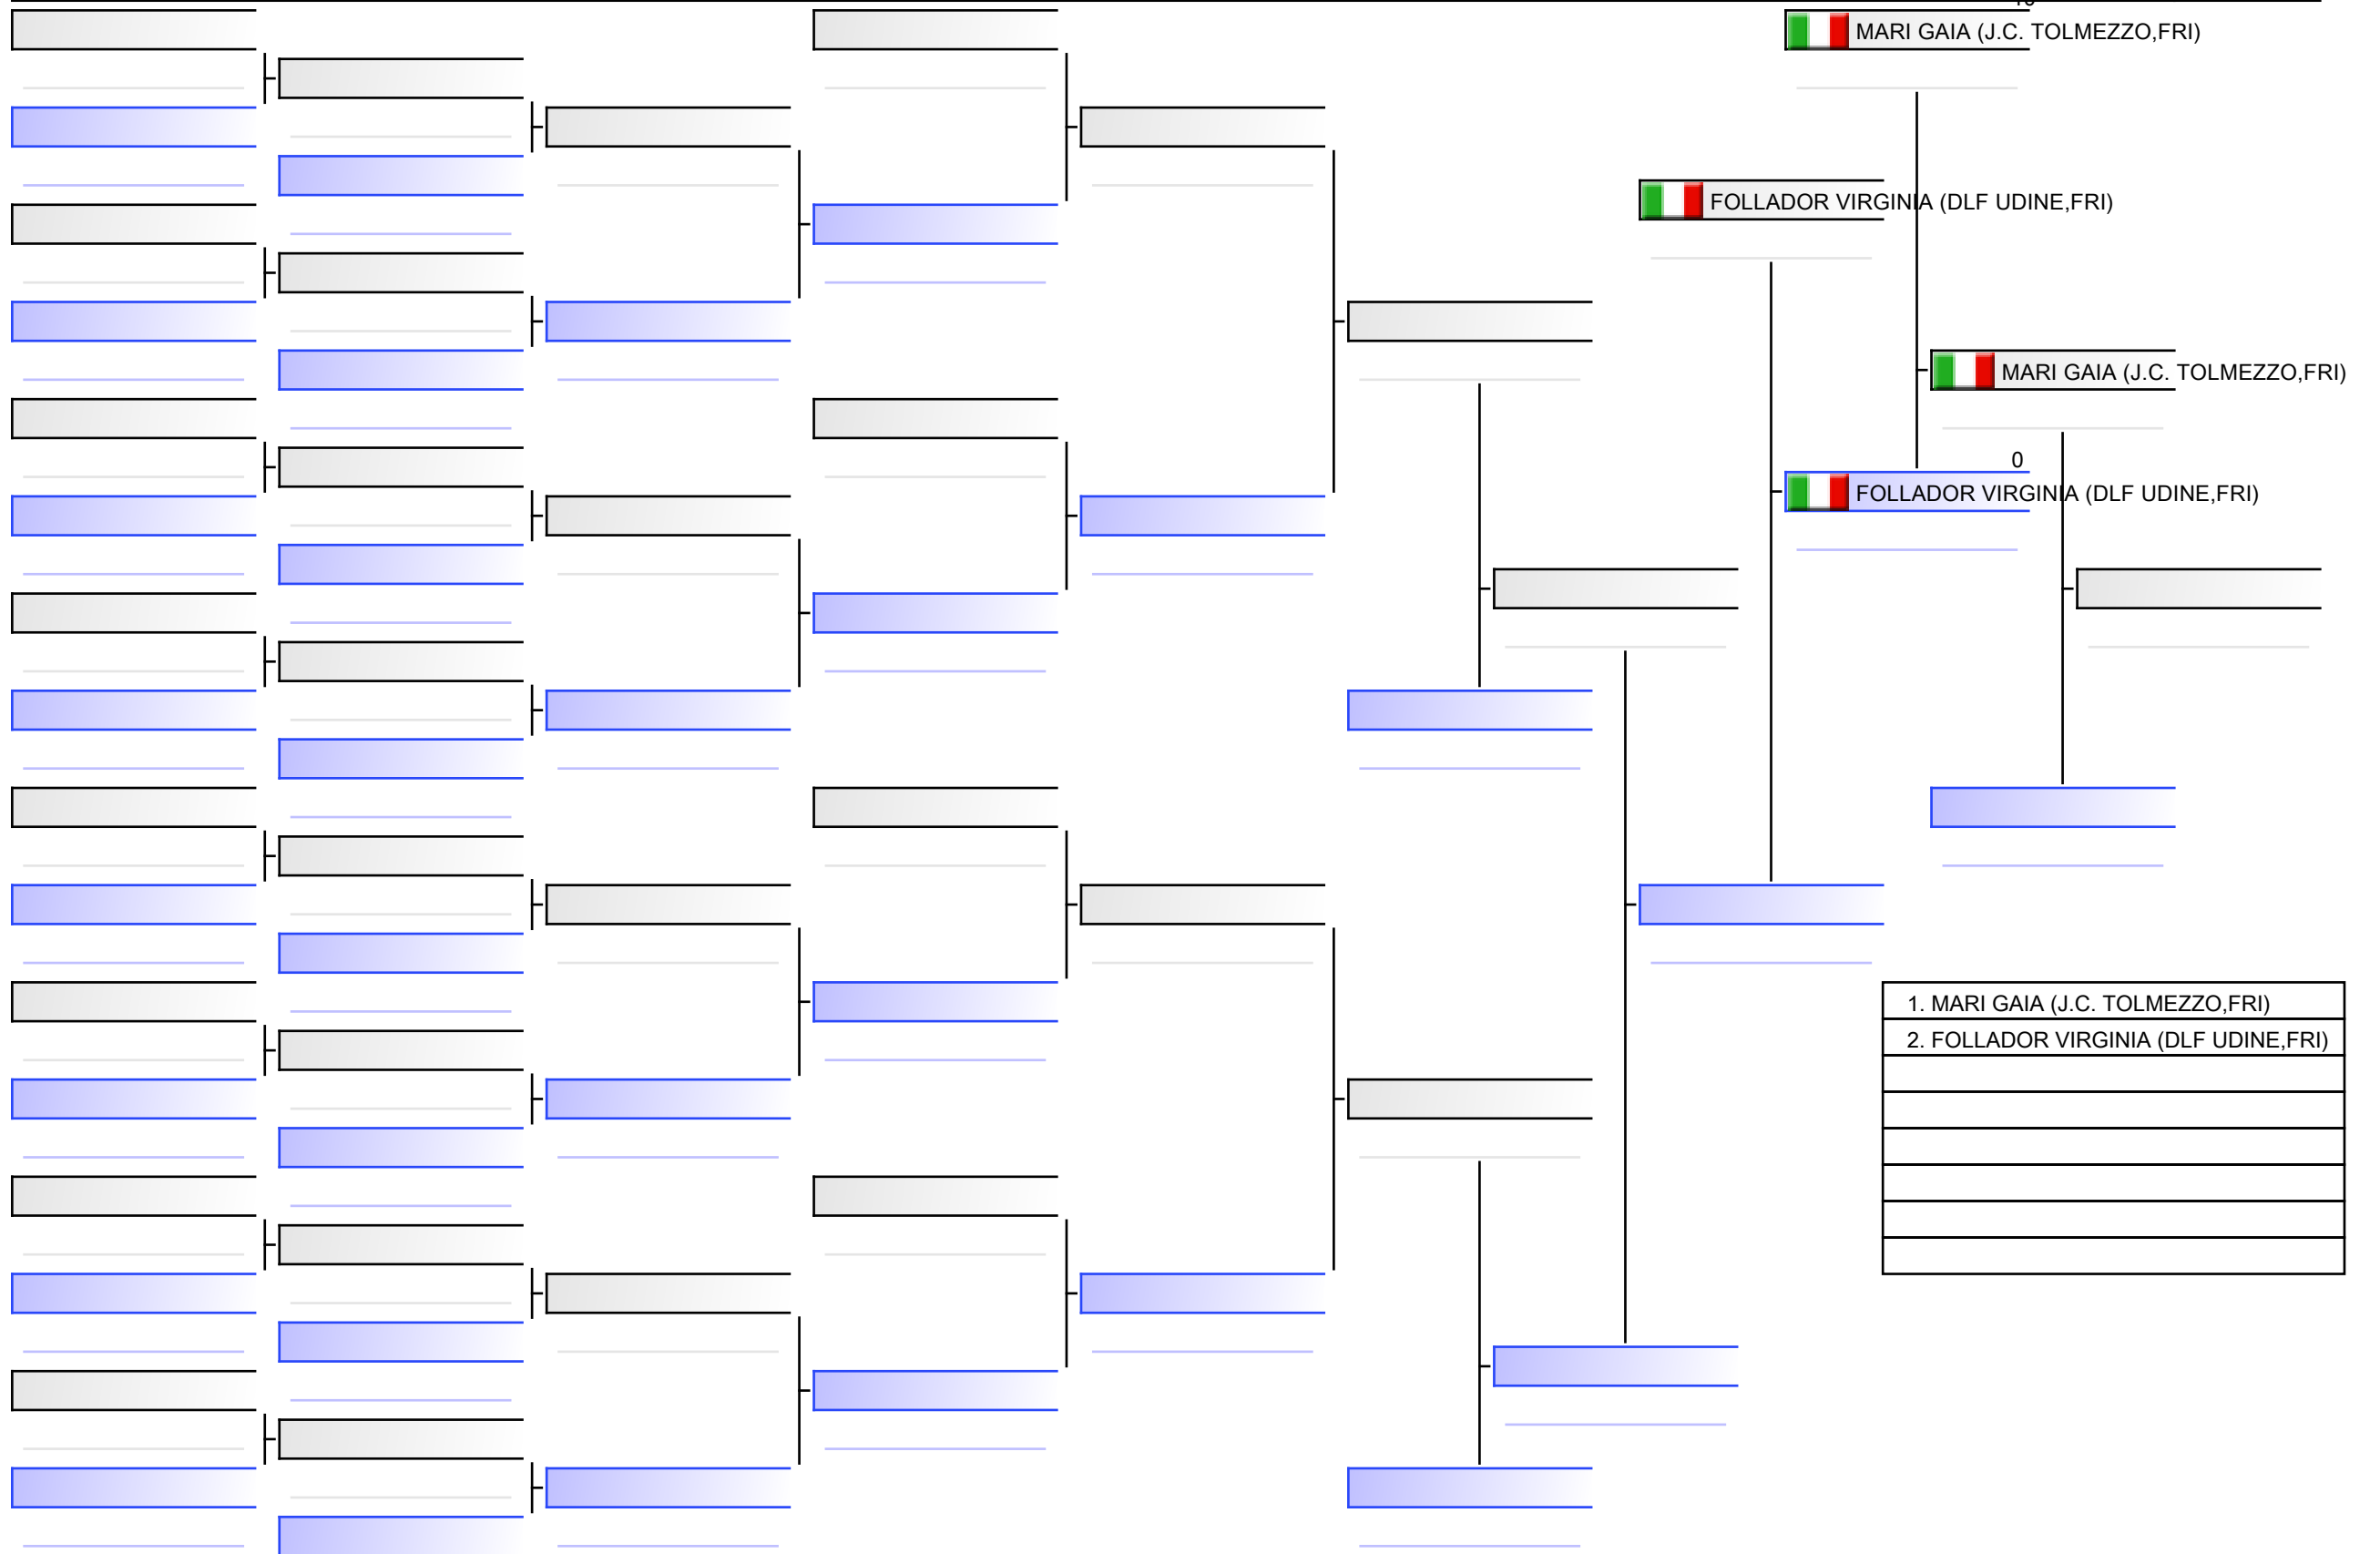 MARI GAIA (J.C. TOLMEZZO,FRI)
FOLLADOR VIRGINIA (DLF UDINE,FRI)
MARI GAIA (J.C. TOLMEZZO,FRI)
0
FOLLADOR VIRGINIA (DLF UDINE,FRI)
1. MARI GAIA (J.C. TOLMEZZO,FRI)
2. FOLLADOR VIRGINIA (DLF UDINE,FRI)